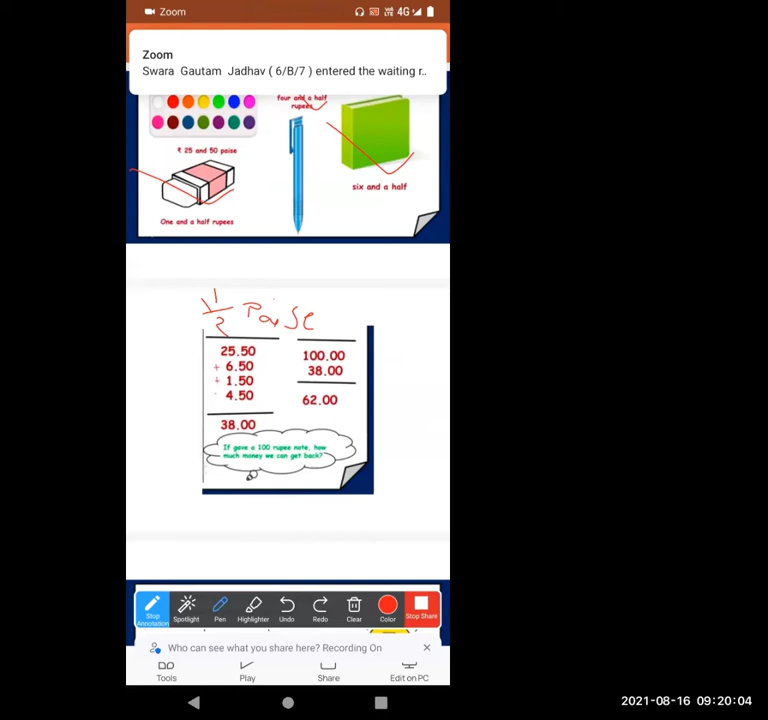 Zoom
4G
Zoom
Swara Gautam Jadhav ( 6/B/7 ) entered the waiting r..
four and a half
rupees
₹ 25 and 50 paise
six and a half
One and a half rupees
1/2 Paise
25.50
+ 6.50
+ 1.50
4.50
38.00
100.00
38.00
62.00
If gave a 100 rupee note, how
much money we can get back?
Stop Annotation
Spotlight
Pen
Highlighter
Undo
Redo
Clear
Color
Stop Share
Who can see what you share here? Recording On
Tools
Play
Share
Edit on PC
2021-08-16 09:20:04